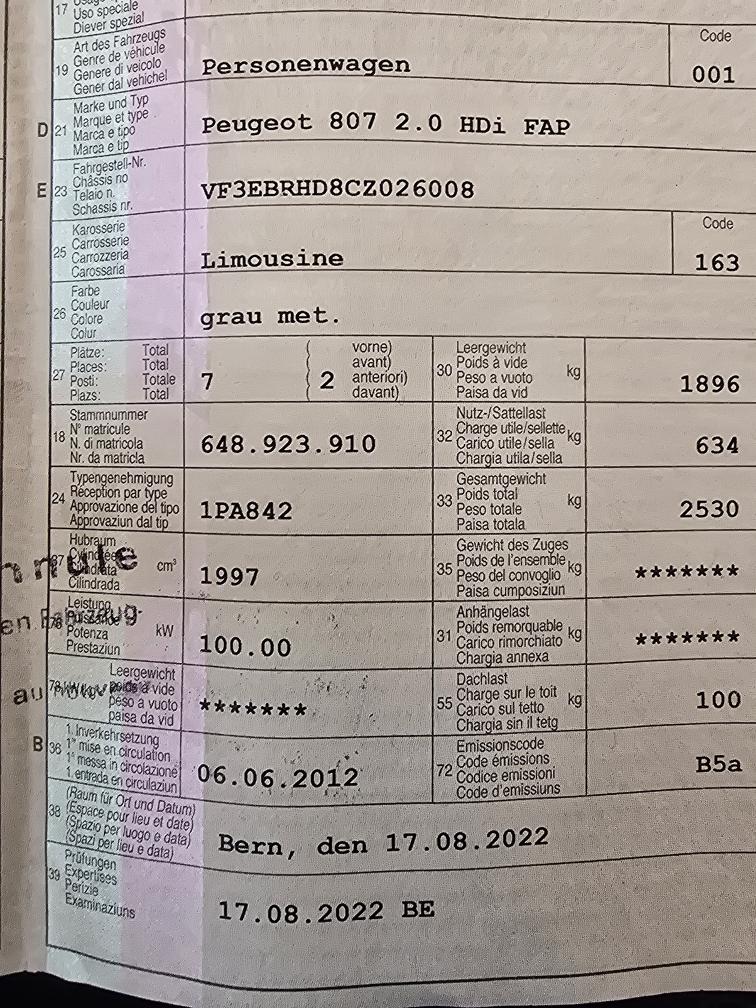 17 Uso speciale
Diever spezial
19 Art des Fahrzeugs
Genre de véhicule
Genere di veicolo
Gener dal vehichel
Personenwagen
Code
001
D 21 Marke und Typ
Marque et type
Marca e tipo
Marca e tip
Peugeot 807 2.0 HDi FAP
E 23 Fahrgestell-Nr.
Châssis no
Telaio n.
Schassis nr.
VF3EBRHD8CZ026008
25 Karosserie
Carrosserie
Carrozzeria
Carossaria
Limousine
Code
163
26 Farbe
Couleur
Colore
Colur
grau met.
27 Plätze: Total
Places: Total
Posti: Totale
Plazs: Total
7
( 2 vorne)
avant)
anteriori)
davant)
30 Leergewicht
Poids à vide
Peso a vuoto
Paisa da vid
kg
1896
18 Stammnummer
N° matricule
N. di matricola
Nr. da matricla
648.923.910
32 Nutz-/Sattellast
Charge utile/sellette
Carico utile/sella
Chargia utila/sella
kg
634
24 Typengenehmigung
Réception par type
Approvazione del tipo
Approvaziun dal tip
1PA842
33 Gesamtgewicht
Poids total
Peso totale
Paisa totala
kg
2530
37 Hubraum
Cylindrée
Cilindrata
Cilindrada
cm³
1997
35 Gewicht des Zuges
Poids de l'ensemble
Peso del convoglio
Paisa cumposiziun
kg
*******
Leistung
Potenza
Prestaziun
kW
100.00
en Fahrzeug
31 Anhängelast
Poids remorquable
Carico rimorchiato
Chargia annexa
kg
*******
78 Leergewicht
poids à vide
peso a vuoto
paisa da vid
*******
au
55 Dachlast
Charge sur le toit
Carico sul tetto
Chargia sin il tetg
kg
100
B 36 1. Inverkehrsetzung
1re mise en circulation
1a messa in circolazione
1. entrada en circulaziun
06.06.2012
72 Emissionscode
Code émissions
Codice emissioni
Code d'emissiuns
B5a
38 (Raum für Ort und Datum)
(Espace pour lieu et date)
(Spazio per luogo e data)
(Spazi per lieu e data)
Bern, den 17.08.2022
39 Prüfungen
Expertises
Perizie
Examinaziuns
17.08.2022 BE